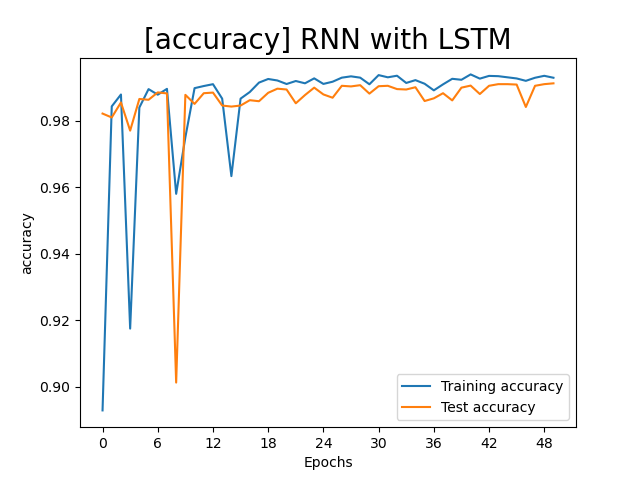 [accuracy] RNN with LSTM
0.98
0.96
0.94
0.92
0.90
accuracy
Training accuracy
Test accuracy
0 6 12 18 24 30 36 42 48
Epochs